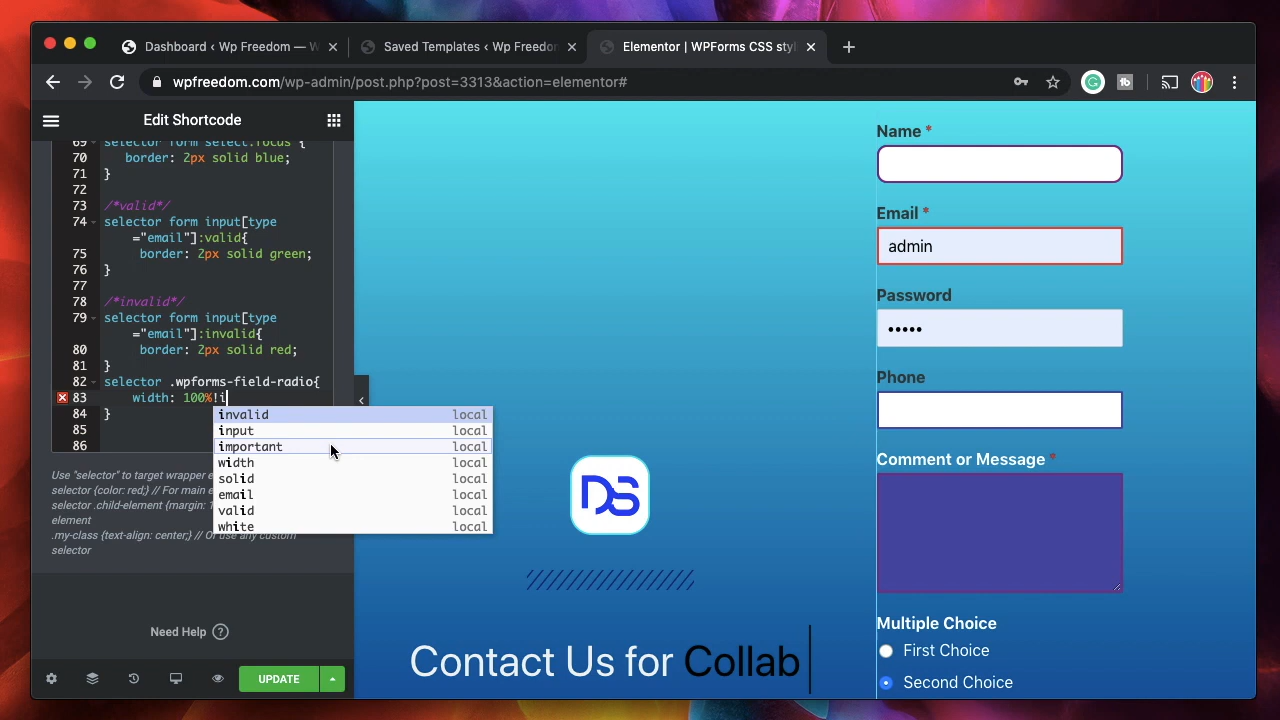 Dashboard ‹ Wp Freedom — W
Saved Templates ‹ Wp Freedon
Elementor | WPForms CSS styli
wpfreedom.com/wp-admin/post.php?post=3313&action=elementor#
Edit Shortcode
69 selector form select:focus {
70 border: 2px solid blue;
71 }
72
73 /*valid*/
74 selector form input[type
="email"]:valid{
75 border: 2px solid green;
76 }
77
78 /*invalid*/
79 selector form input[type
="email"]:invalid{
80 border: 2px solid red;
81 }
82 selector .wpforms-field-radio{
83 width: 100%!i
84 }
85
86
invalid local
input local
important local
width local
solid local
email local
valid local
white local
Use "selector" to target wrapper e
selector {color: red;} // For main e
selector .child-element {margin: 1
element
.my-class {text-align: center;} // Or use any custom
selector
Need Help ?
UPDATE
Name *
Email *
admin
Password
•••••
Phone
Comment or Message *
Multiple Choice
First Choice
Second Choice
DS
Contact Us for Collab